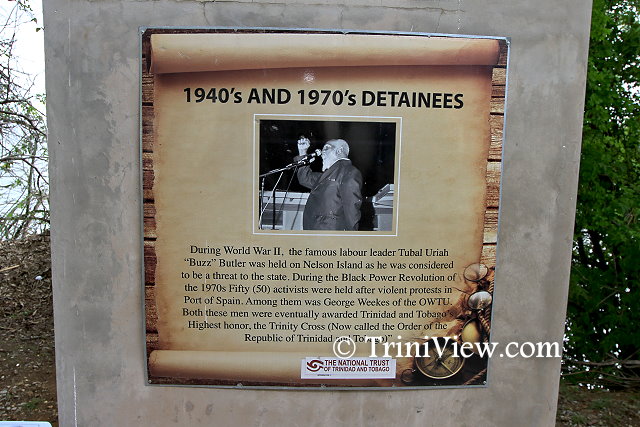 1940's AND 1970's DETAINEES
During World War II, the famous labour leader Tubal Uriah
"Buzz" Butler was held on Nelson Island as he was considered
to be a threat to the state. During the Black Power Revolution of
the 1970s Fifty (50) activists were held after violent protests in
Port of Spain. Among them was George Weekes of the OWTU.
Both these men were eventually awarded Trinidad and Tobago's
Highest honor, the Trinity Cross (Now called the Order of the
Republic of Trinidad and Tobago)"
© TriniView.com
THE NATIONAL TRUST
OF TRINIDAD AND TOBAGO